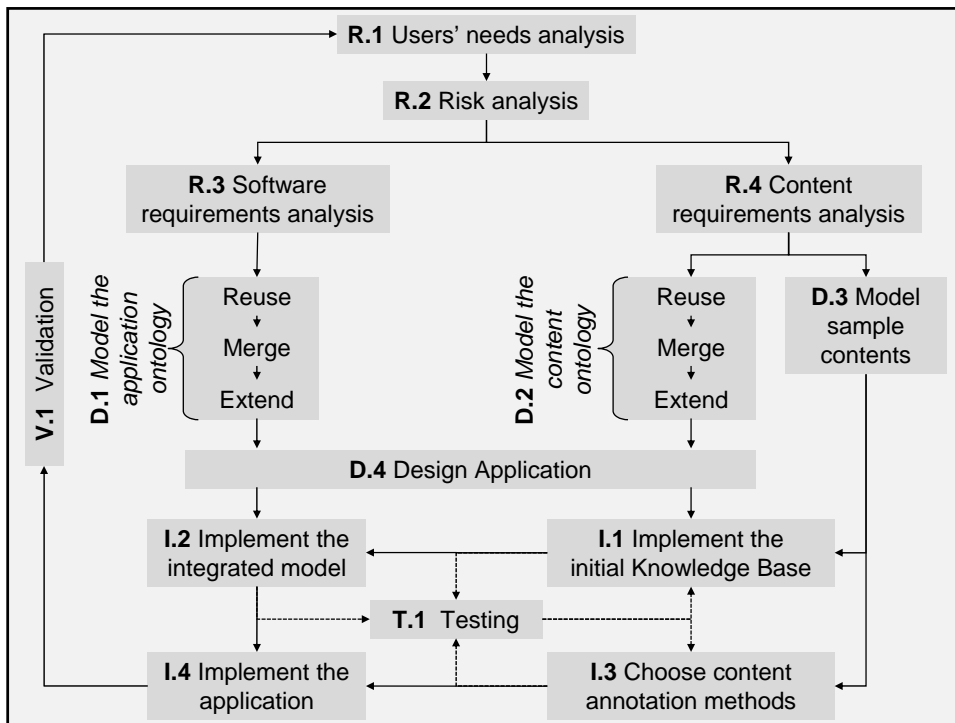 R.1 Users' needs analysis
R.2 Risk analysis
R.3 Software
requirements analysis
R.4 Content
requirements analysis
V.1 Validation
D.1 Model the
application
ontology
Reuse
Merge
Extend
D.2 Model the
content
ontology
Reuse
Merge
Extend
D.3 Model
sample
contents
D.4 Design Application
I.2 Implement the
integrated model
I.1 Implement the
initial Knowledge Base
T.1 Testing
I.4 Implement the
application
I.3 Choose content
annotation methods